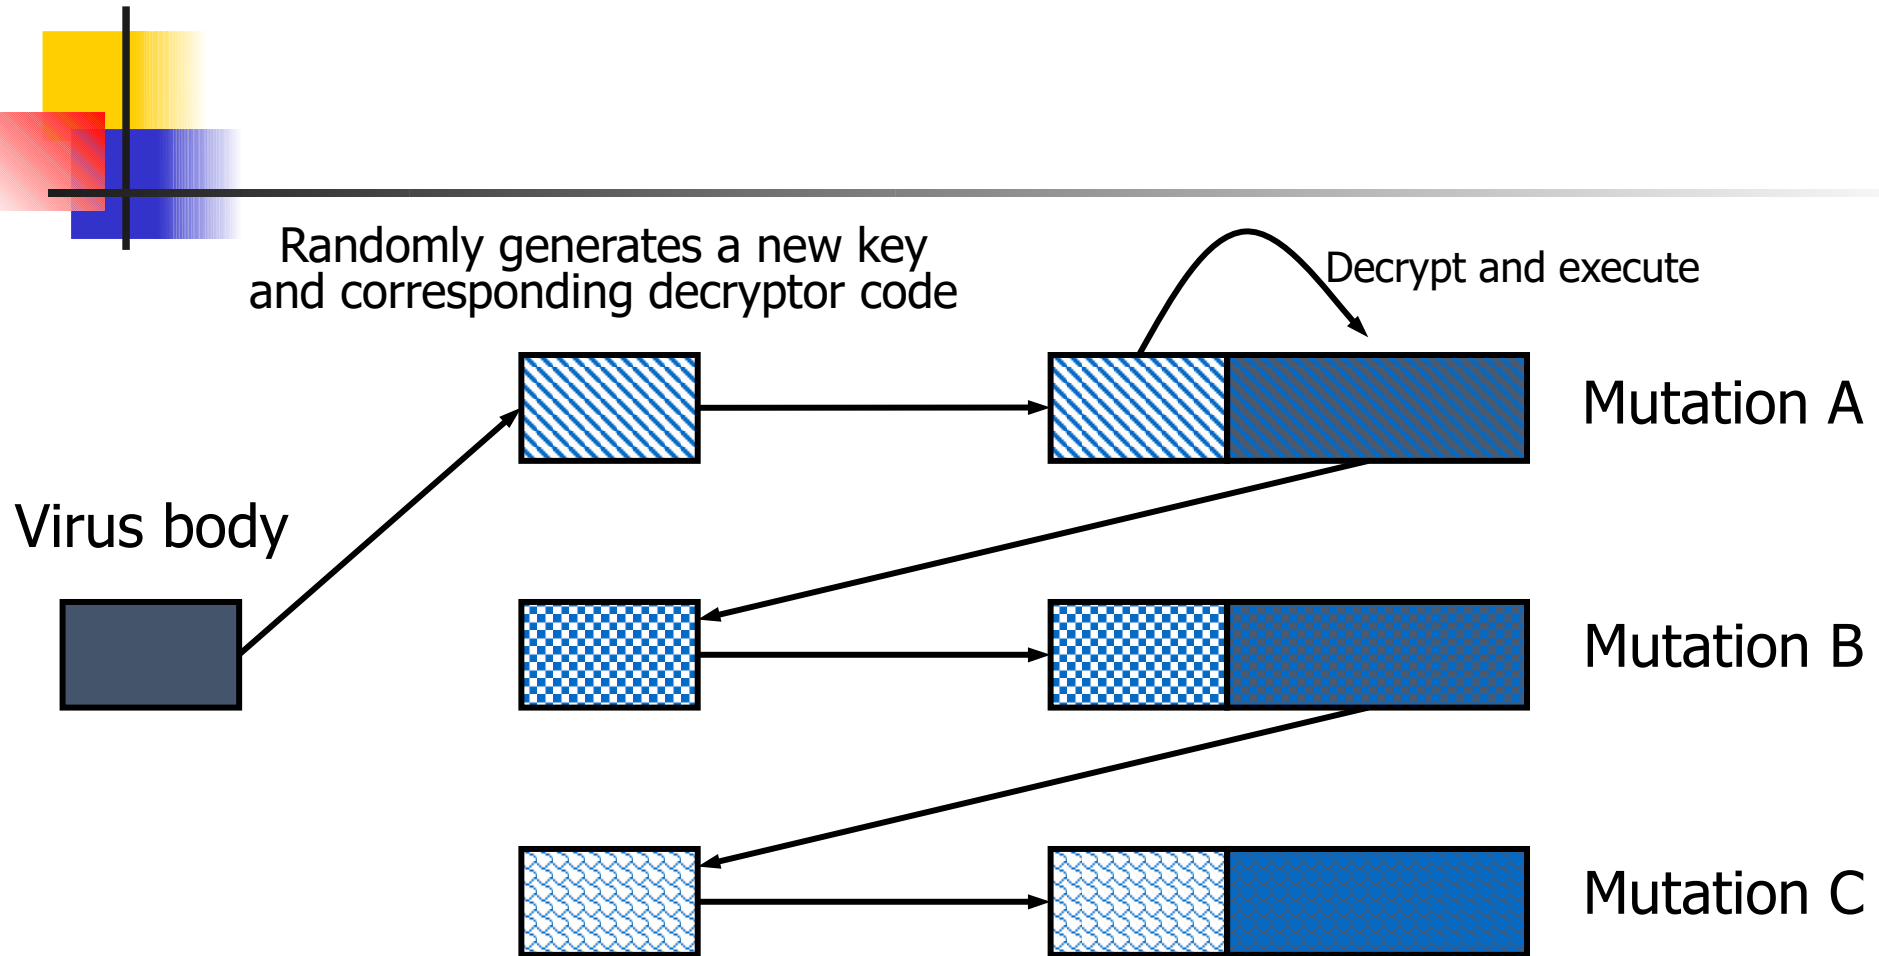 Randomly generates a new key
and corresponding decryptor code
Decrypt and execute
Mutation A
Virus body
Mutation B
Mutation C